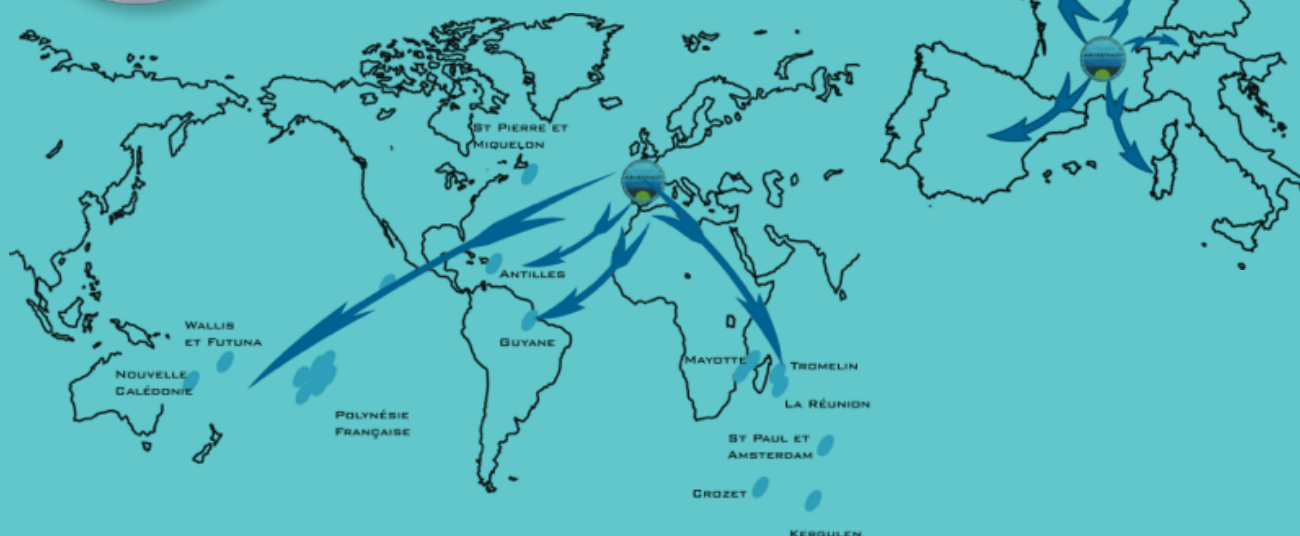 ST PIERRE ET
MIQUELON
ANTILLES
WALLIS
ET FUTUNA
GUYANE
NOUVELLE
CALÉDONIE
MAYOTTE
TROMELIN
LA RÉUNION
POLYNÉSIE
FRANÇAISE
ST PAUL ET
AMSTERDAM
CROZET
KERGULEN